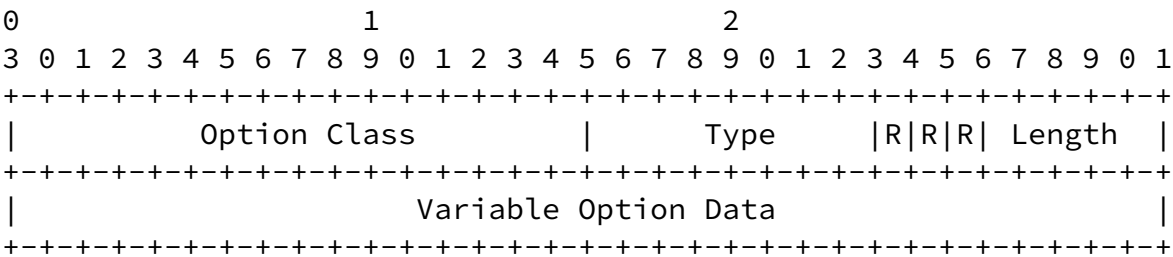 0                   1                   2
3 0 1 2 3 4 5 6 7 8 9 0 1 2 3 4 5 6 7 8 9 0 1 2 3 4 5 6 7 8 9 0 1
+-+-+-+-+-+-+-+-+-+-+-+-+-+-+-+-+-+-+-+-+-+-+-+-+-+-+-+-+-+-+-+-+
|          Option Class         |      Type     |R|R|R| Length  |
+-+-+-+-+-+-+-+-+-+-+-+-+-+-+-+-+-+-+-+-+-+-+-+-+-+-+-+-+-+-+-+-+
|                      Variable Option Data                     |
+-+-+-+-+-+-+-+-+-+-+-+-+-+-+-+-+-+-+-+-+-+-+-+-+-+-+-+-+-+-+-+-+